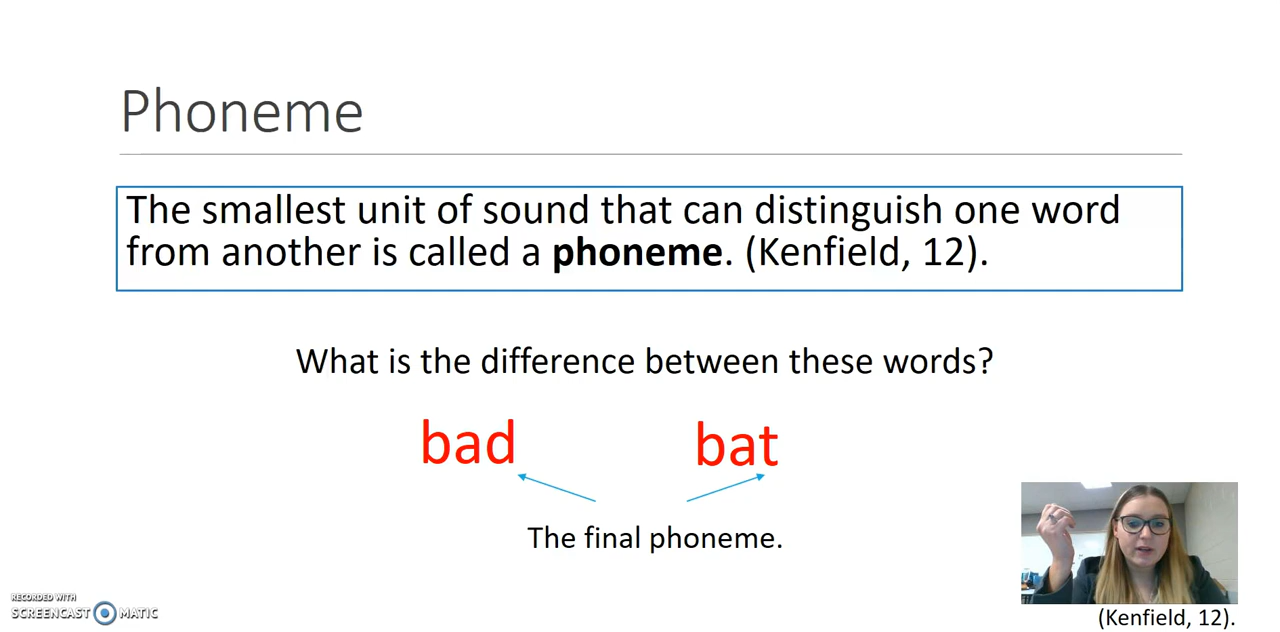 Phoneme
The smallest unit of sound that can distinguish one word
from another is called a phoneme. (Kenfield, 12).
What is the difference between these words?
bad bat
The final phoneme.
RECORDED WITH
SCREENCAST MATIC
(Kenfield, 12).